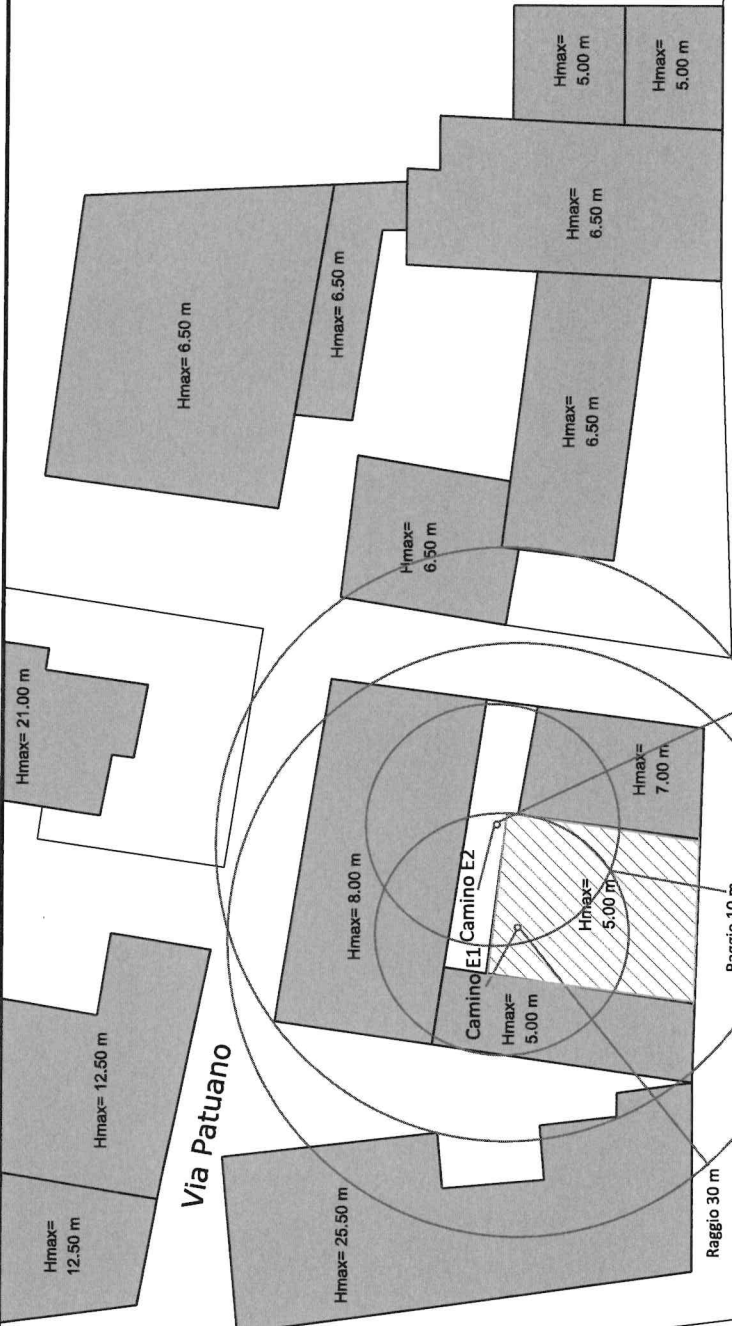 Hmax=
5.00 m
Hmax=
5.00 m
Hmax=
6.50 m
Hmax= 6.50 m
Hmax= 6.50 m
Hmax=
6.50 m
Hmax=
6.50 m
Hmax= 21.00 m
Hmax= 8.00 m
Hmax=
7.00 m
Camino E2
Camino E1
Hmax=
5.00 m
Hmax=
5.00 m
Raggio 10 m
Hmax= 12.50 m
Hmax=
12.50 m
Via Patuano
Hmax= 25.50 m
Raggio 30 m